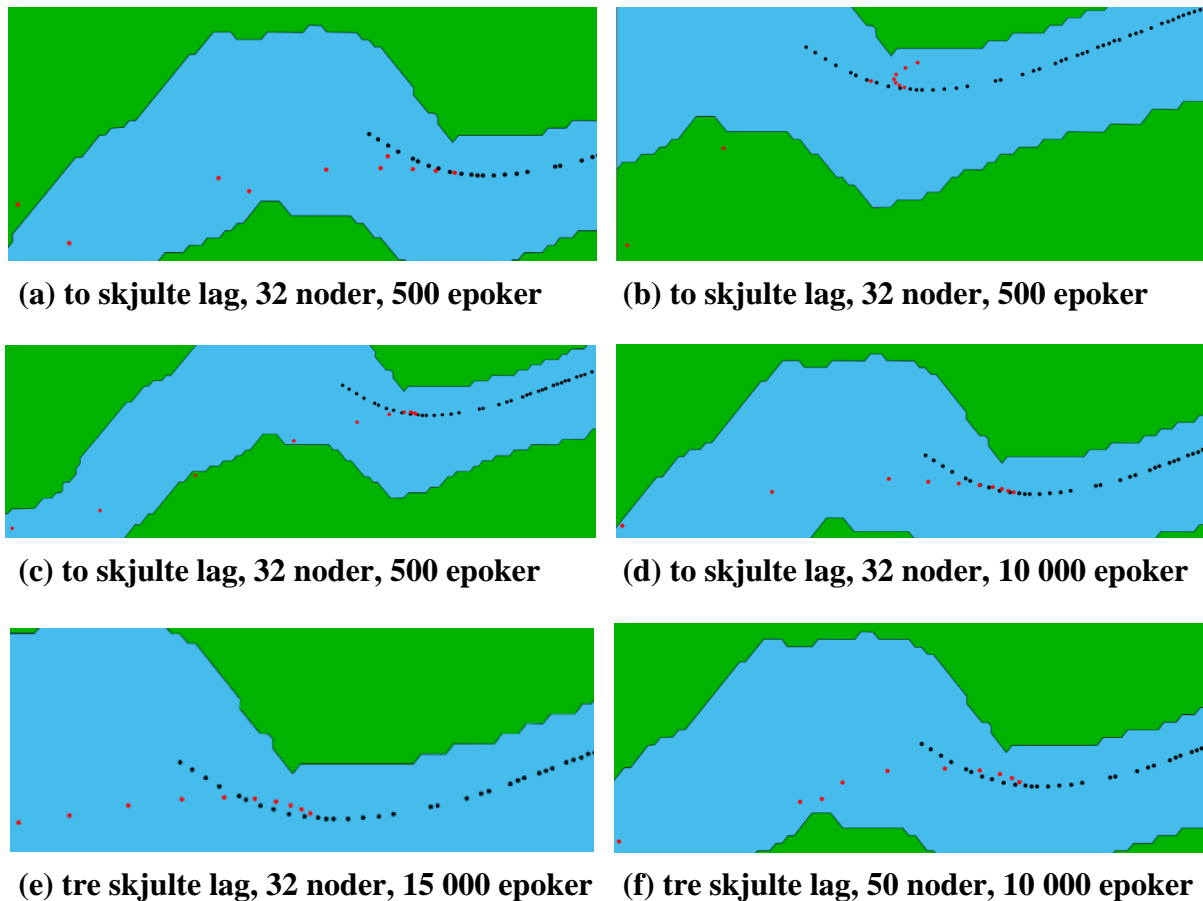 (a) to skjulte lag, 32 noder, 500 epoker
(b) to skjulte lag, 32 noder, 500 epoker
(c) to skjulte lag, 32 noder, 500 epoker
(d) to skjulte lag, 32 noder, 10 000 epoker
(e) tre skjulte lag, 32 noder, 15 000 epoker
(f) tre skjulte lag, 50 noder, 10 000 epoker